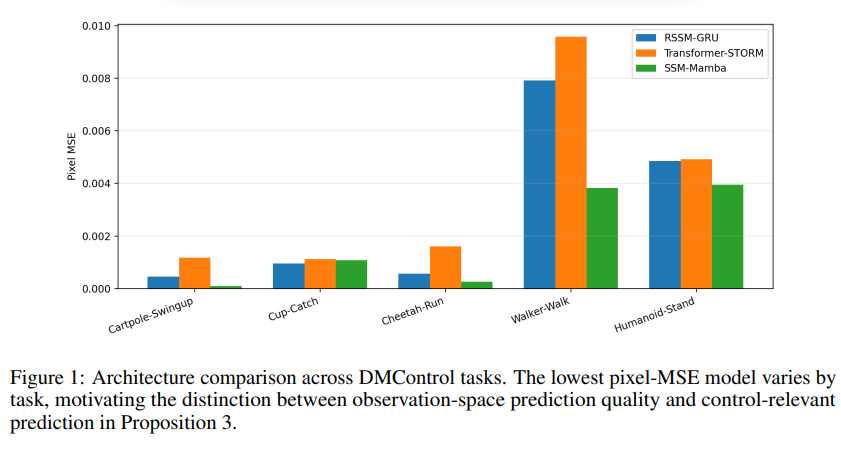 0.010
RSSM-GRU
Transformer-STORM
SSM-Mamba
0.008
0.006
0.004
0.002
0.000
Pixel MSE
Cartpole-Swingup
Cup-Catch
Cheetah-Run
Walker-Walk
Humanoid-Stand
Figure 1: Architecture comparison across DMControl tasks. The lowest pixel-MSE model varies by
task, motivating the distinction between observation-space prediction quality and control-relevant
prediction in Proposition 3.